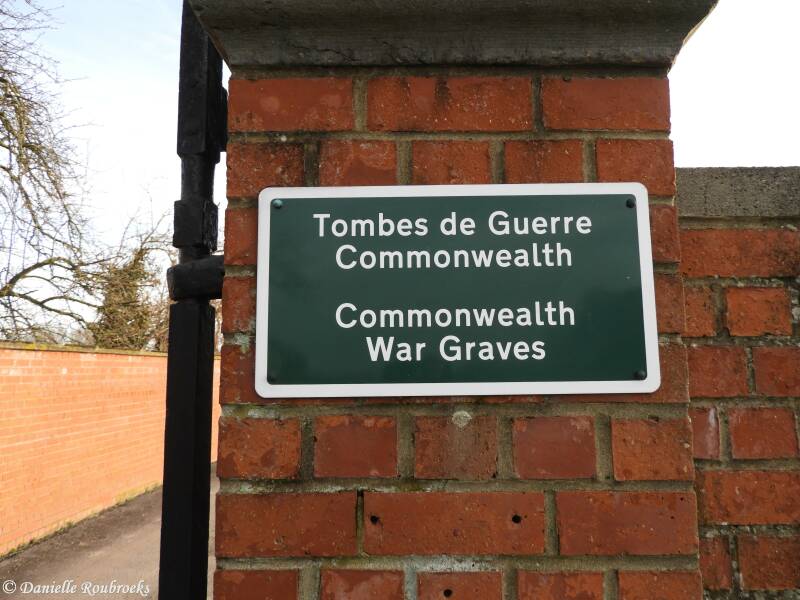 Tombes de Guerre
Commonwealth
Commonwealth
War Graves
© Danielle Roubroeks